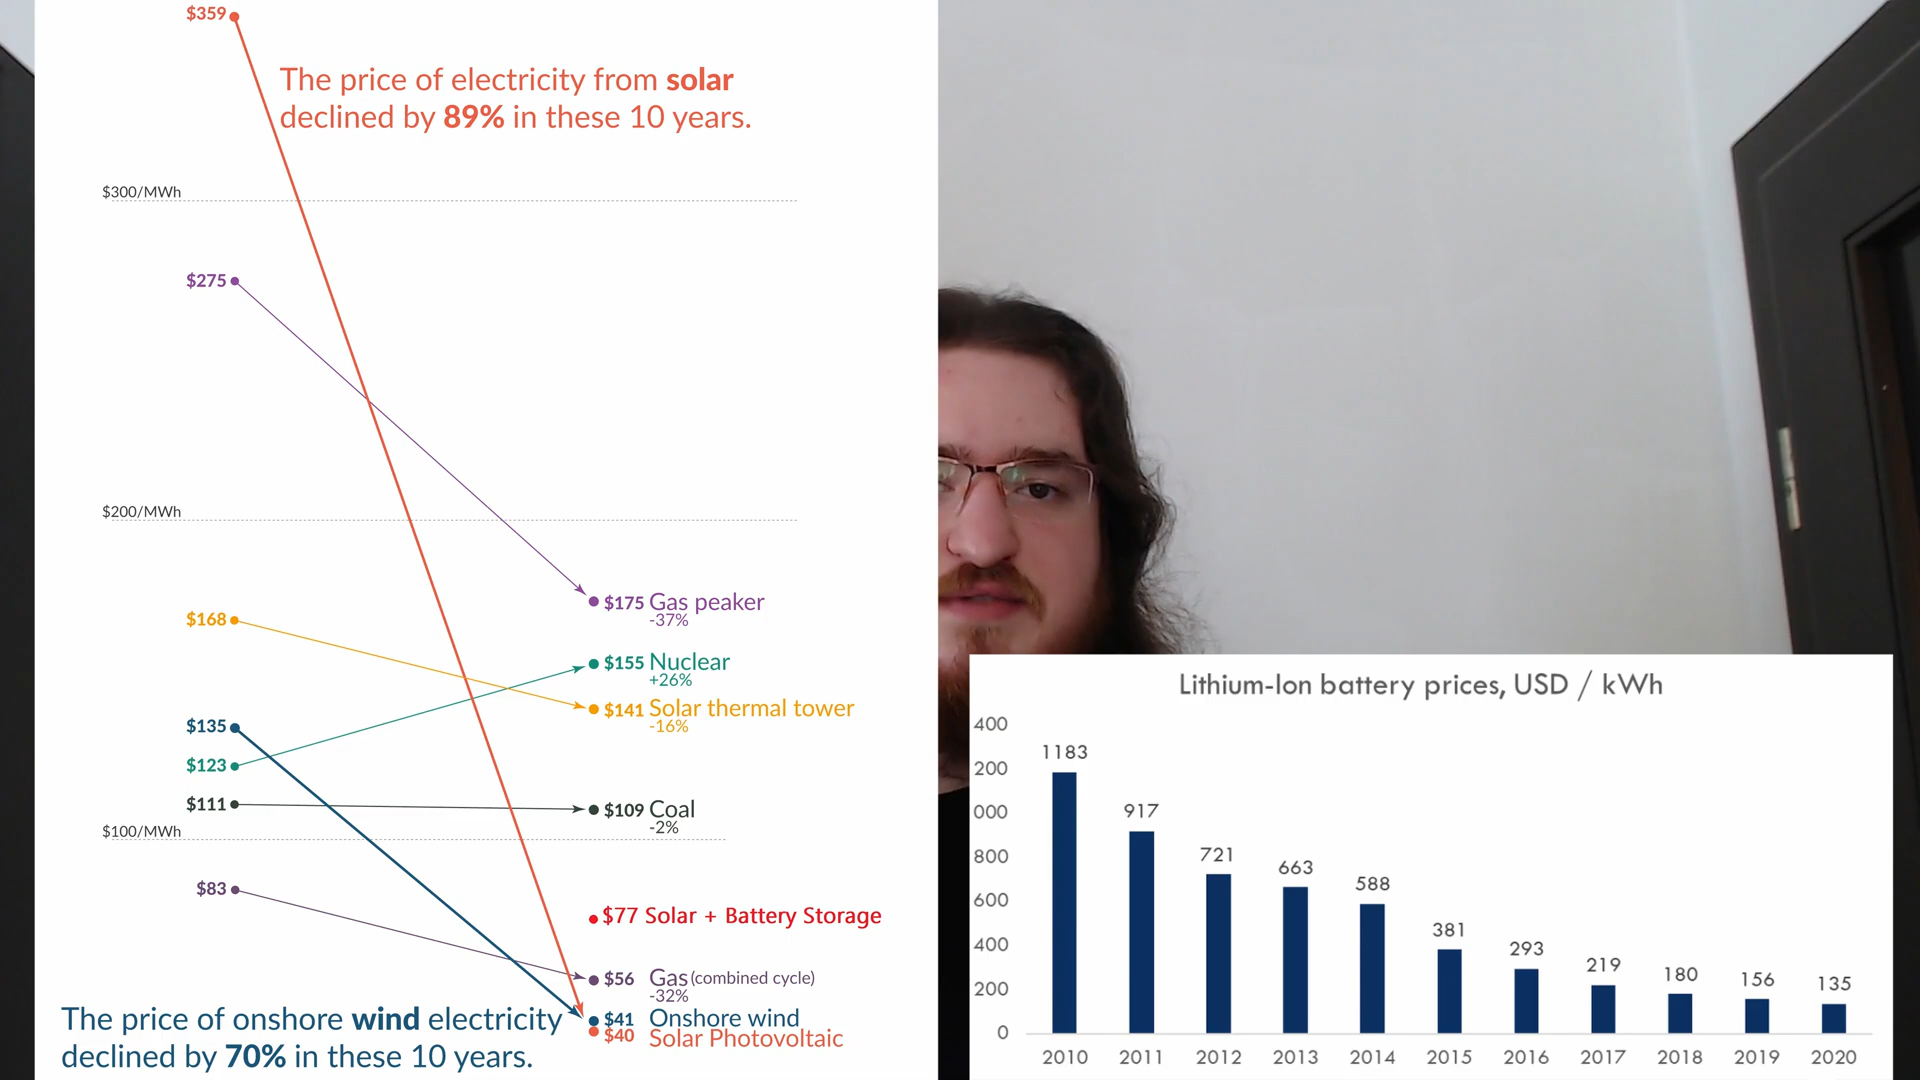 $359
The price of electricity from solar
declined by 89% in these 10 years.
$300/MWh
$275
$200/MWh
$175 Gas peaker
-37%
$168
$155 Nuclear
+26%
$141 Solar thermal tower
-16%
$135
$123
$111
$109 Coal
-2%
$100/MWh
$83
$77 Solar + Battery Storage
$56 Gas (combined cycle)
-32%
The price of onshore wind electricity
declined by 70% in these 10 years.
$41 Onshore wind
$40 Solar Photovoltaic
Lithium-Ion battery prices, USD / kWh
400
200
000
800
600
400
200
0
1183
917
721
663
588
381
293
219
180
156
135
2010 2011 2012 2013 2014 2015 2016 2017 2018 2019 2020